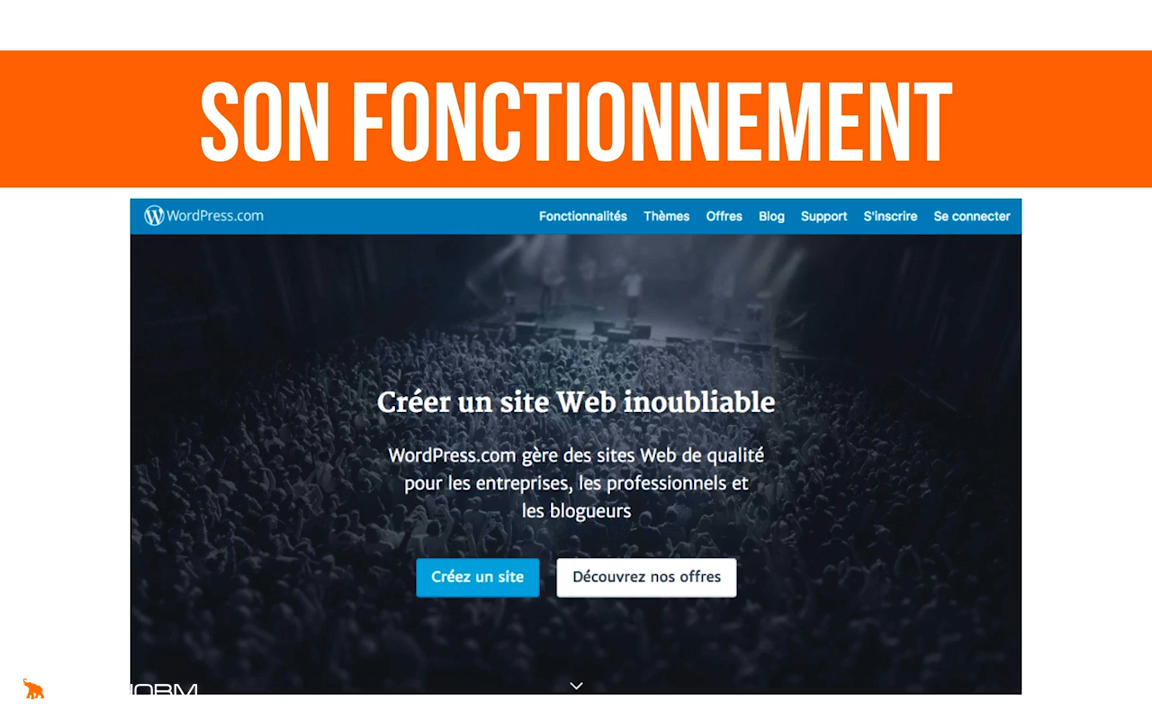 SON FONCTIONNEMENT
WordPress.com Fonctionnalités Thèmes Offres Blog Support S'inscrire Se connecter
Créer un site Web inoubliable
WordPress.com gère des sites Web de qualité
pour les entreprises, les professionnels et
les blogueurs
Créez un site Découvrez nos offres